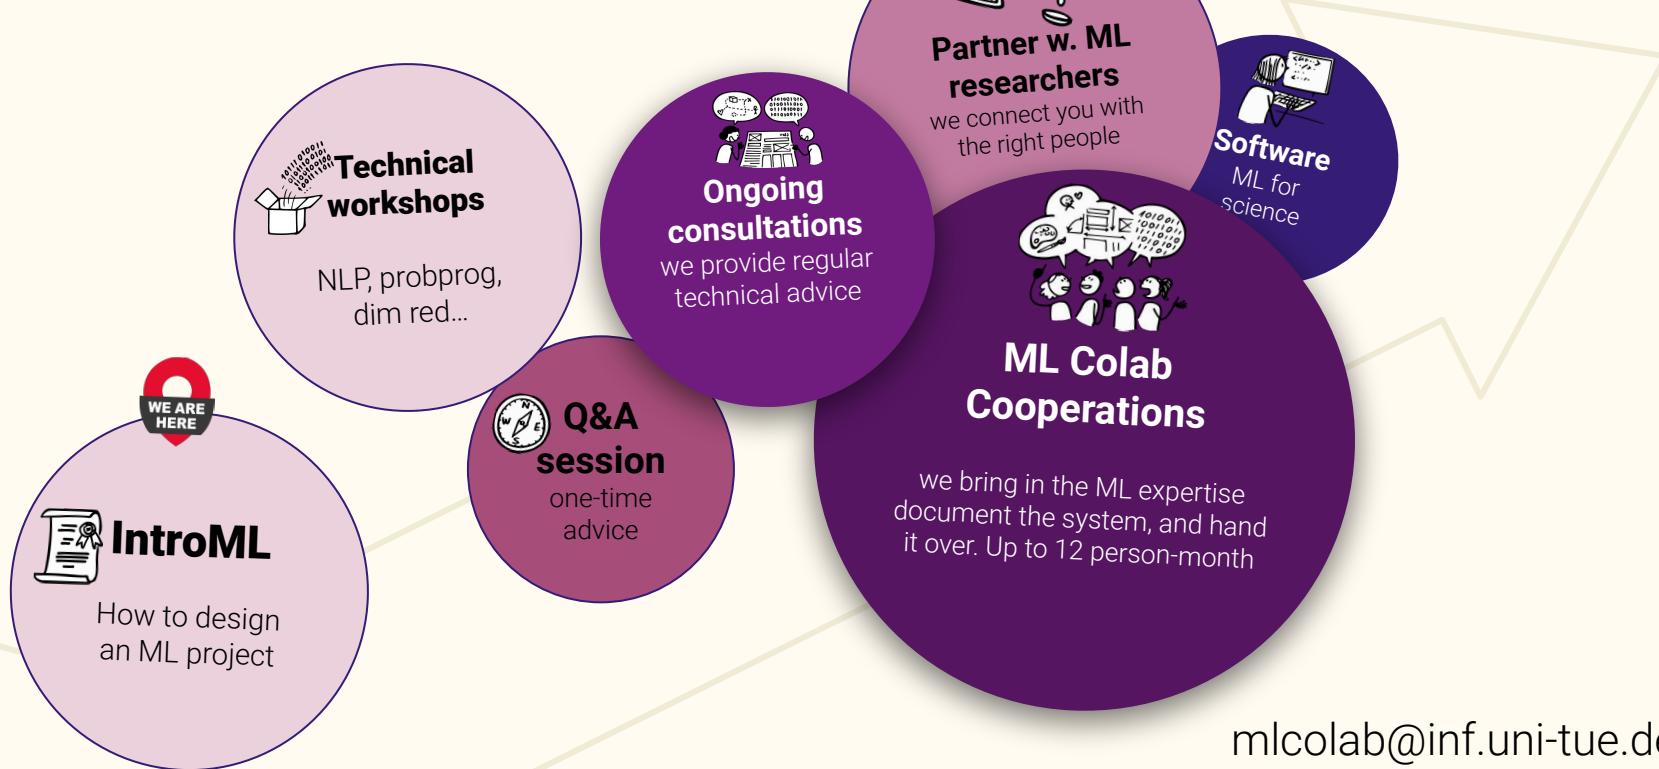 Partner w. ML
researchers
we connect you with
the right people
Software
ML for
science
Technical
workshops
NLP, probprog,
dim red...
Ongoing
consultations
we provide regular
technical advice
ML Colab
Cooperations
we bring in the ML expertise
document the system, and hand
it over. Up to 12 person-month
WE ARE
HERE
Q&A
session
one-time
advice
N
W E
S
IntroML
How to design
an ML project
mlcolab@inf.uni-tue.de